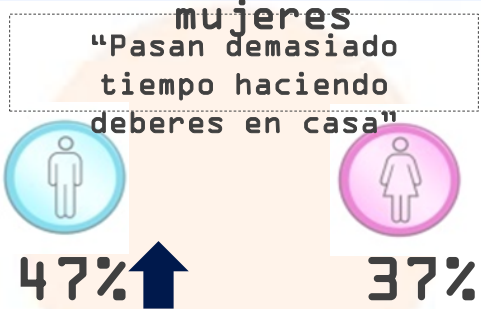 mujeres
“Pasan demasiado
tiempo haciendo
deberes en casa”
47%
37%